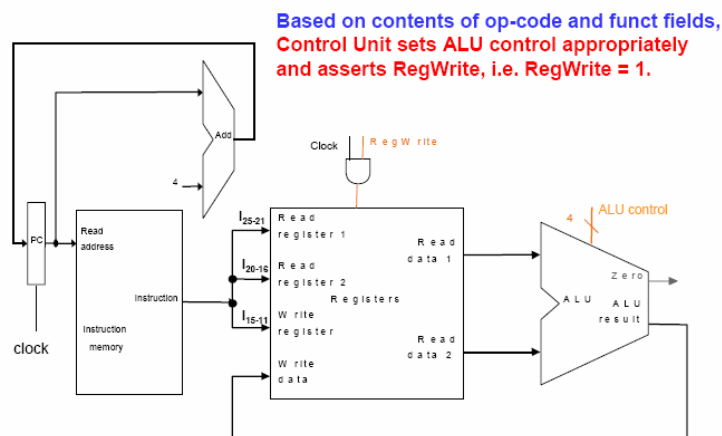 Based on contents of op-code and funct fields,
Control Unit sets ALU control appropriately
and asserts RegWrite, i.e. RegWrite = 1.
Add
4
PC
clock
Read
address
Instruction
Instruction
memory
Clock
RegWrite
I25-21
Read
register 1
I20-16
Read
register 2
I15-11
Write
register
Write
data
Registers
Read
data 1
Read
data 2
4
ALU control
Zero
ALU
ALU
result